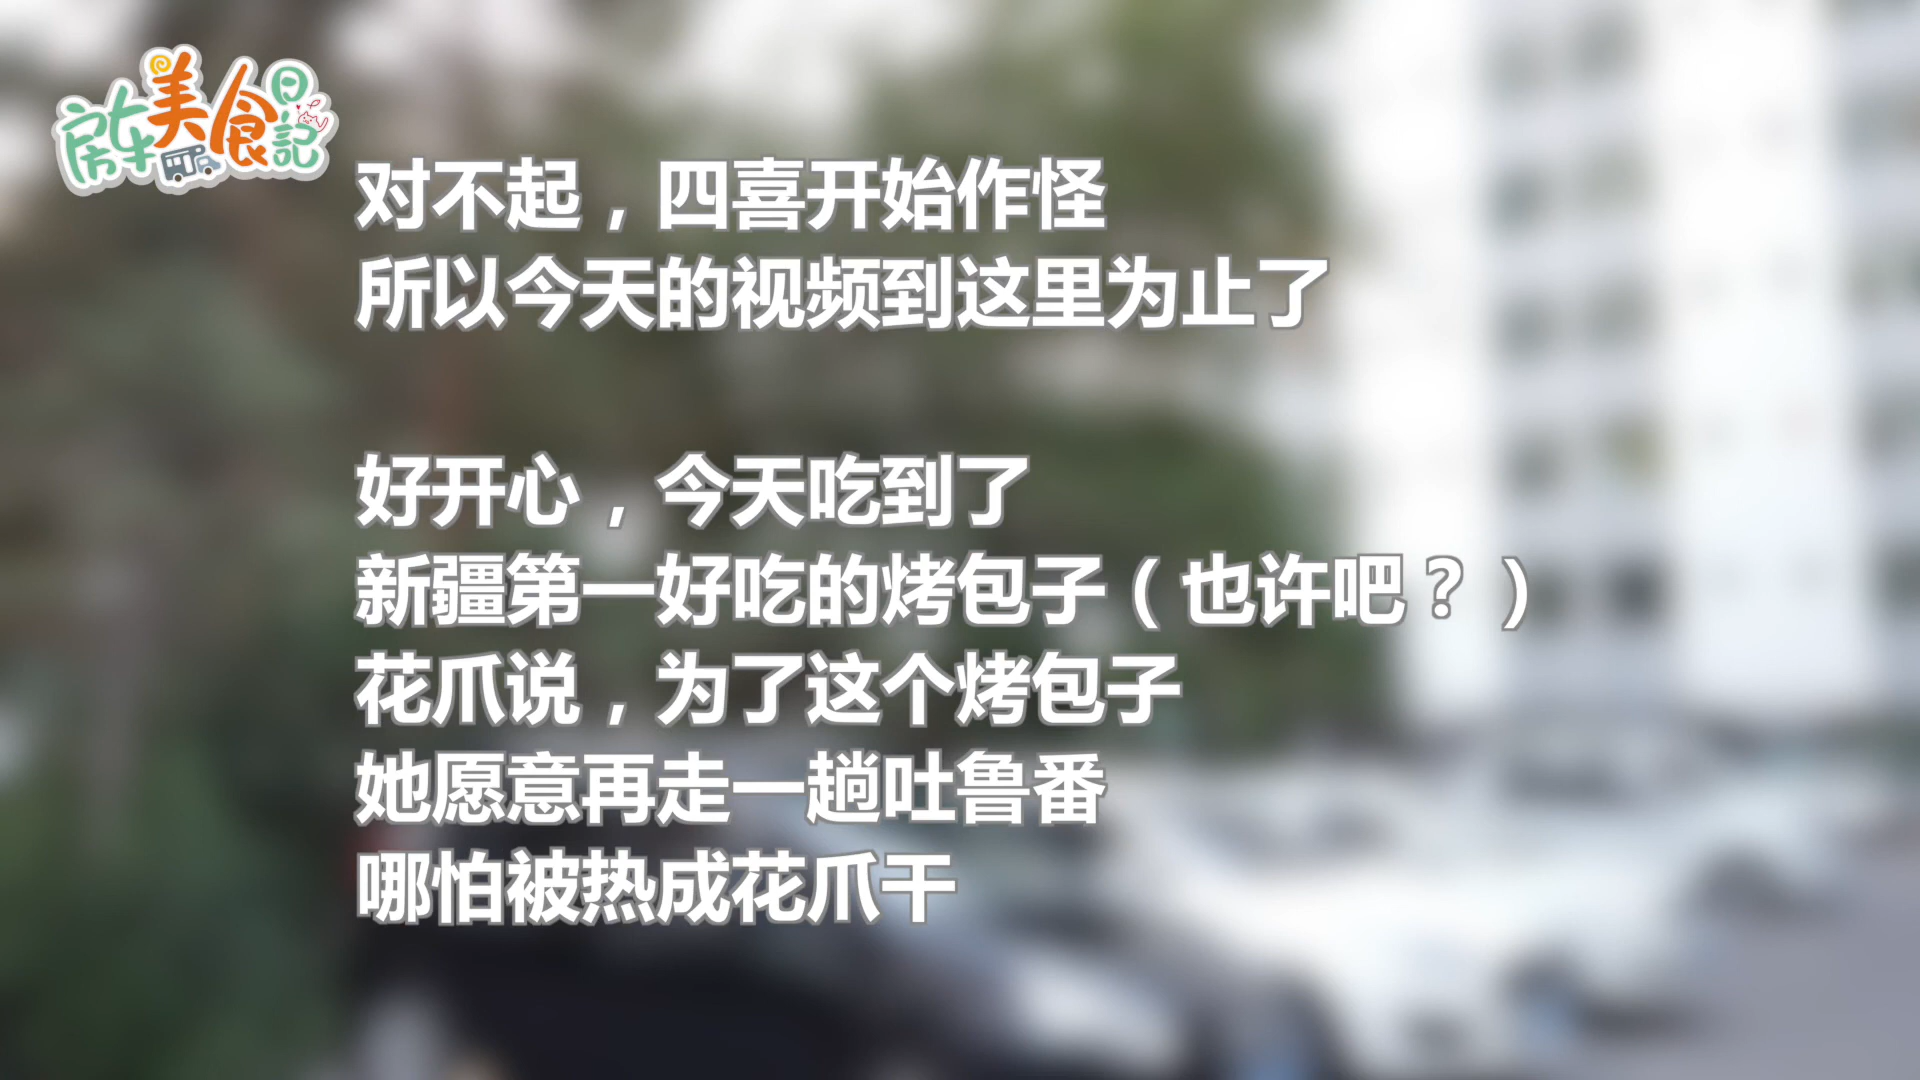 房车美食日記
对不起，四喜开始作怪
所以今天的视频到这里为止了
好开心，今天吃到了
新疆第一好吃的烤包子（也许吧？）
花爪说，为了这个烤包子
她愿意再走一趟吐鲁番
哪怕被热成花爪干